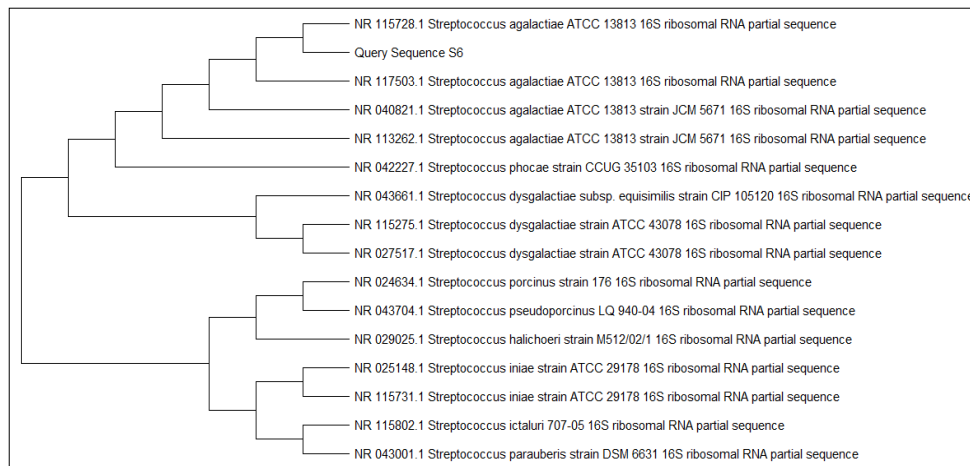 NR 115728.1 Streptococcus agalactiae ATCC 13813 16S ribosomal RNA partial sequence
Query Sequence S6
NR 117503.1 Streptococcus agalactiae ATCC 13813 16S ribosomal RNA partial sequence
NR 040821.1 Streptococcus agalactiae ATCC 13813 strain JCM 5671 16S ribosomal RNA partial sequence
NR 113262.1 Streptococcus agalactiae ATCC 13813 strain JCM 5671 16S ribosomal RNA partial sequence
NR 042227.1 Streptococcus phocae strain CCUG 35103 16S ribosomal RNA partial sequence
NR 043661.1 Streptococcus dysgalactiae subsp. equisimilis strain CIP 105120 16S ribosomal RNA partial sequence
NR 115275.1 Streptococcus dysgalactiae strain ATCC 43078 16S ribosomal RNA partial sequence
NR 027517.1 Streptococcus dysgalactiae strain ATCC 43078 16S ribosomal RNA partial sequence
NR 024634.1 Streptococcus porcinus strain 176 16S ribosomal RNA partial sequence
NR 043704.1 Streptococcus pseudoporcinus LQ 940-04 16S ribosomal RNA partial sequence
NR 029025.1 Streptococcus halichoeri strain M512/02/1 16S ribosomal RNA partial sequence
NR 025148.1 Streptococcus iniae strain ATCC 29178 16S ribosomal RNA partial sequence
NR 115731.1 Streptococcus iniae strain ATCC 29178 16S ribosomal RNA partial sequence
NR 115802.1 Streptococcus ictaluri 707-05 16S ribosomal RNA partial sequence
NR 043001.1 Streptococcus parauberis strain DSM 6631 16S ribosomal RNA partial sequence